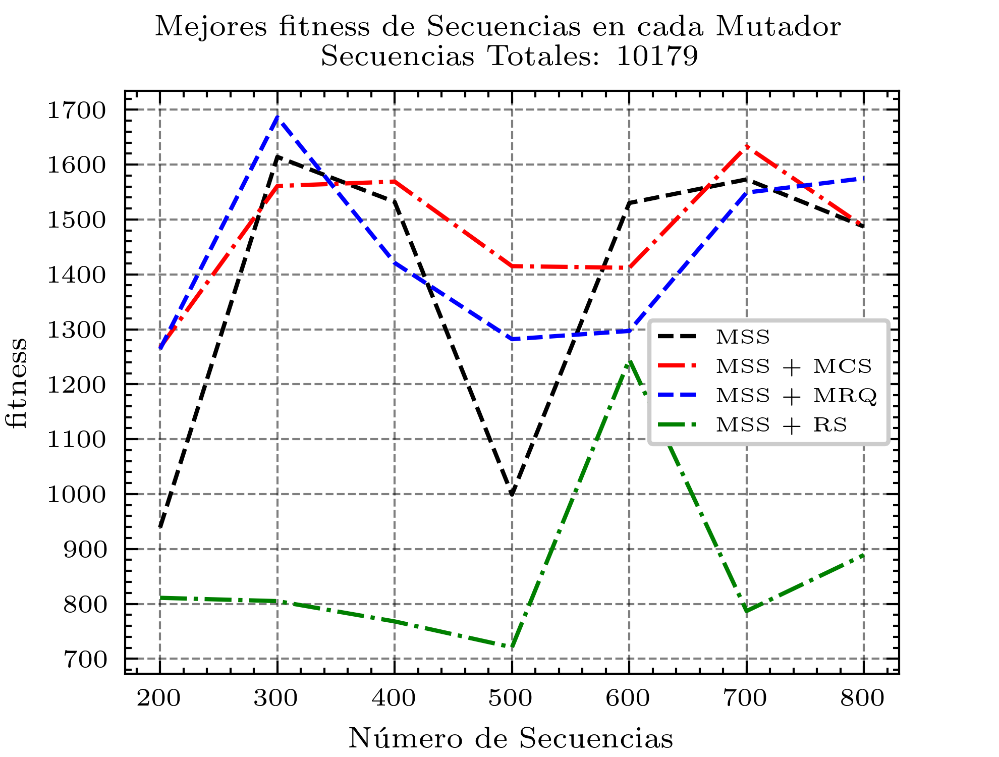 Mejores fitness de Secuencias en cada Mutador
Secuencias Totales: 10179
1700
1600
1500
1400
1300
1200
1100
1000
900
800
700
fitness
MSS
MSS + MCS
MSS + MRQ
MSS + RS
200 300 400 500 600 700 800
Número de Secuencias